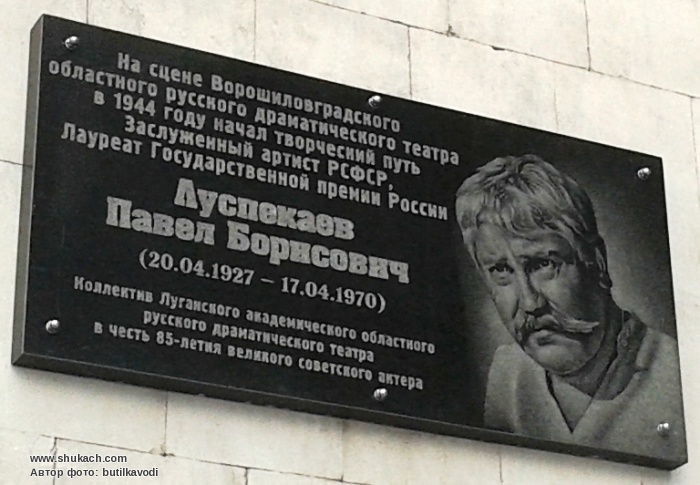 На сцене Ворошиловградского
областного русского драматического театра
в 1944 году начал творческий путь
Заслуженный артист РСФСР,
Лауреат Государственной премии России
Луспекаев
Павел Борисович
(20.04.1927 – 17.04.1970)
Коллектив Луганского академического областного
русского драматического театра
в честь 85-летия великого советского актера
www.shukach.com
Автор фото: butilkavodi